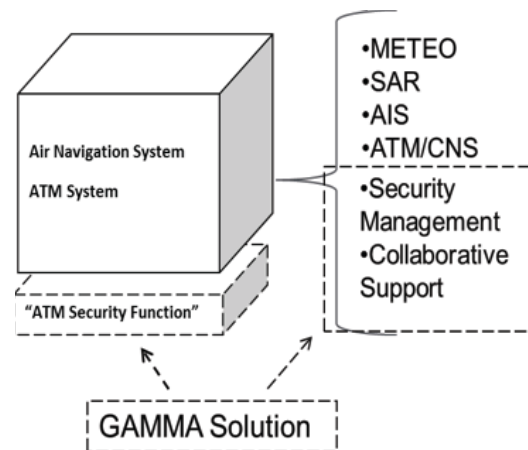 Air Navigation System
ATM System
"ATM Security Function"
•METEO
•SAR
•AIS
•ATM/CNS
•Security
Management
•Collaborative
Support
GAMMA Solution